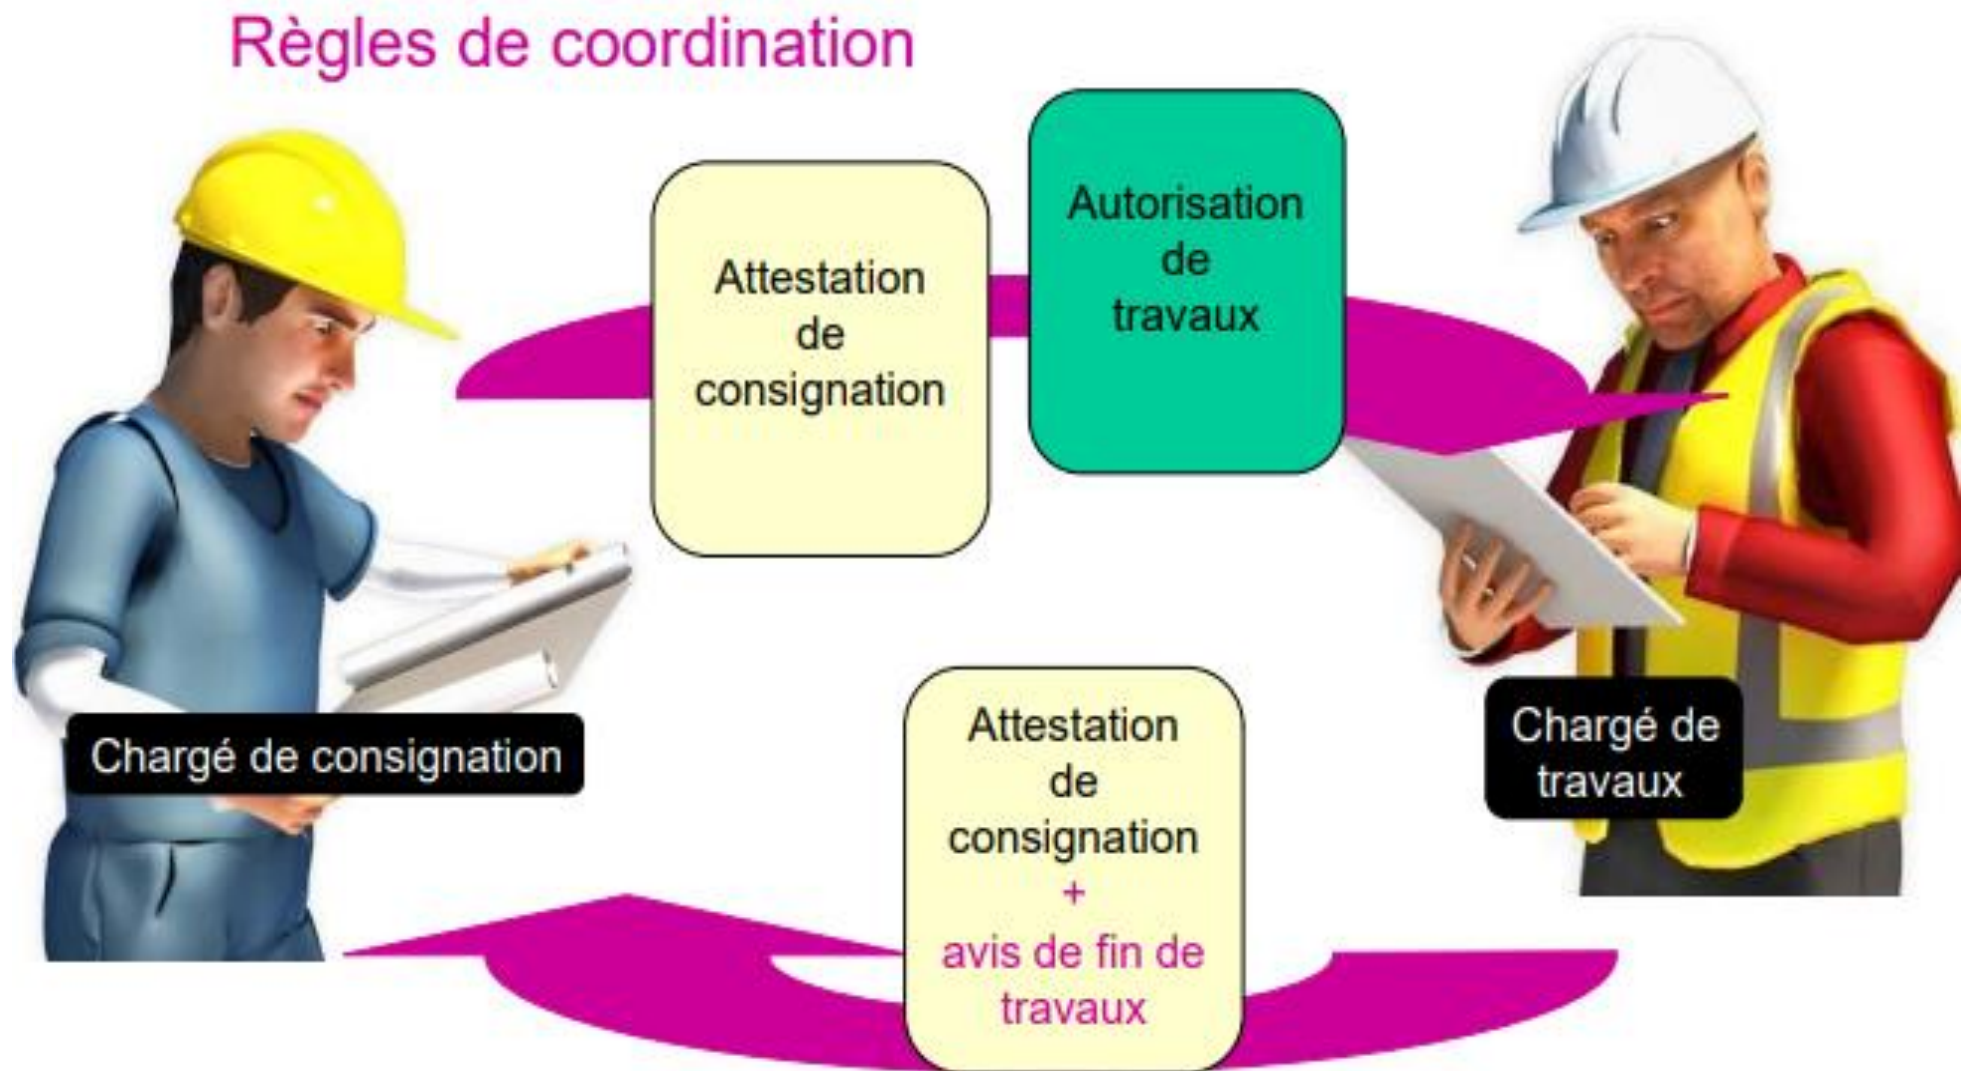 Règles de coordination
Attestation
de
consignation
Autorisation
de
travaux
Chargé de consignation
Chargé de
travaux
Attestation
de
consignation
+
avis de fin de
travaux